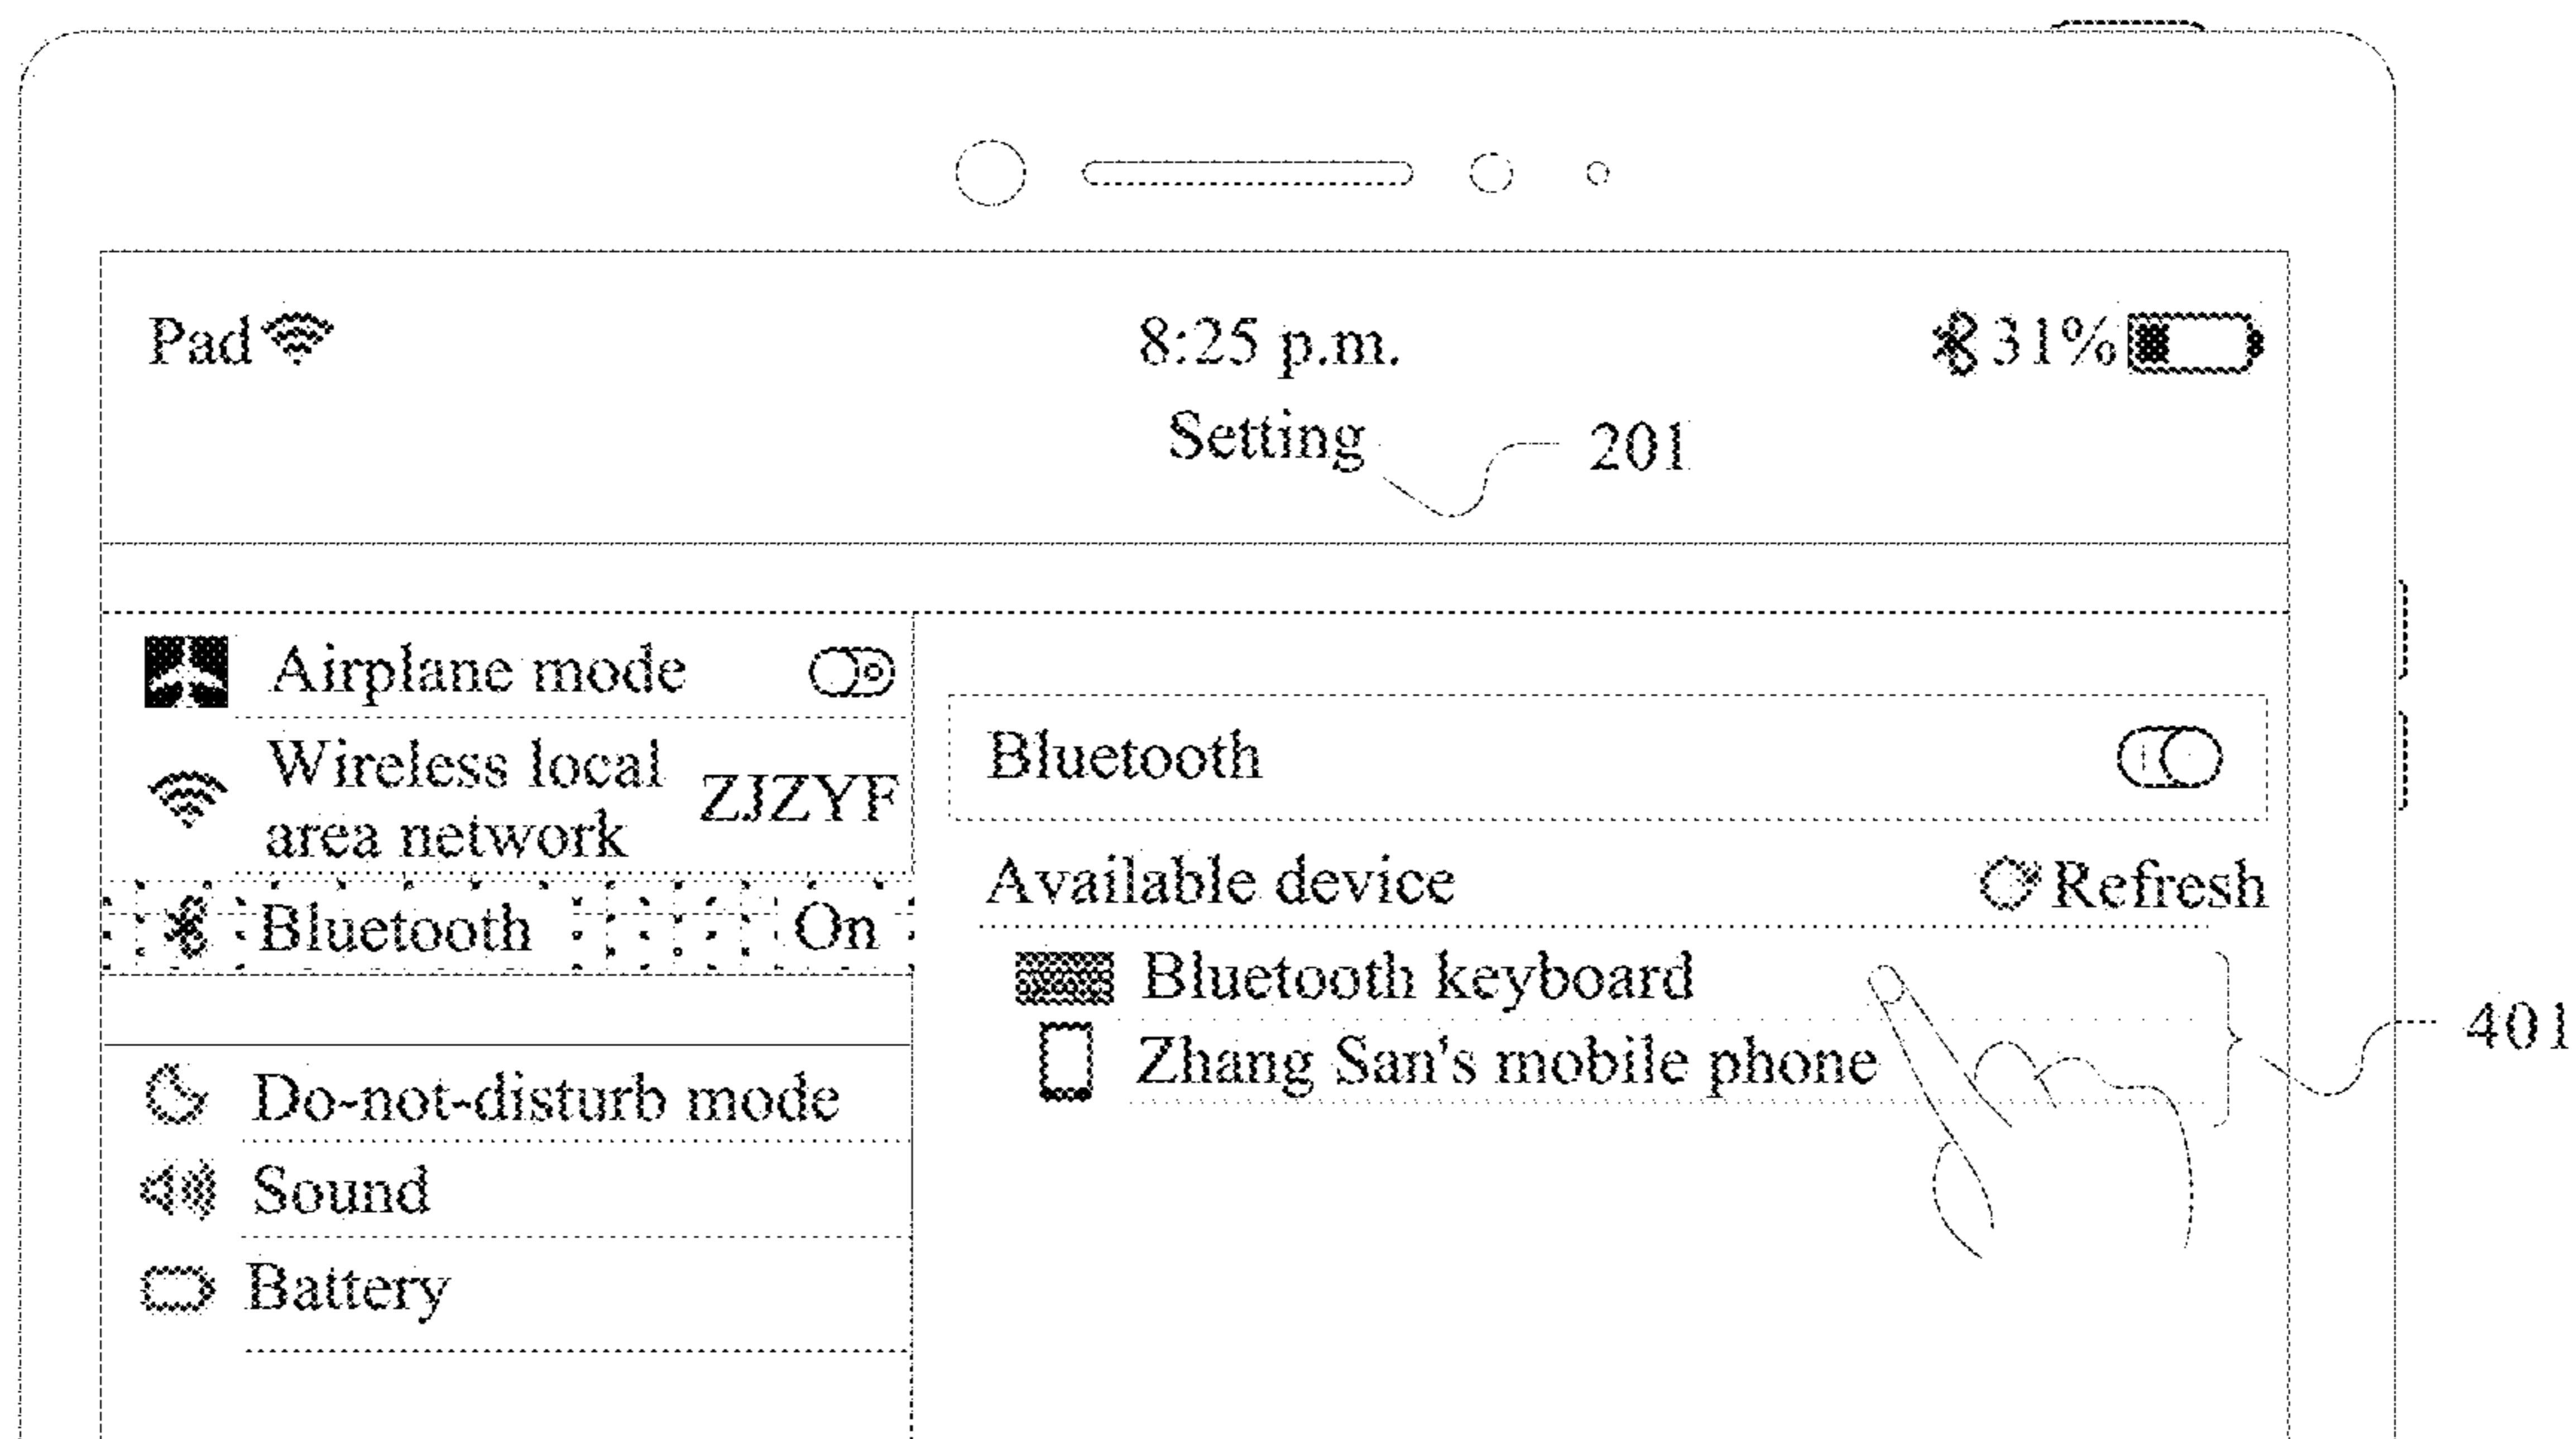 Pad 8:25 p.m. 31%
Setting 201
Airplane mode
Wireless local
area network ZJZYF
Bluetooth On
Do-not-disturb mode
Sound
Battery
Bluetooth
Available device Refresh
Bluetooth keyboard
Zhang San's mobile phone
401